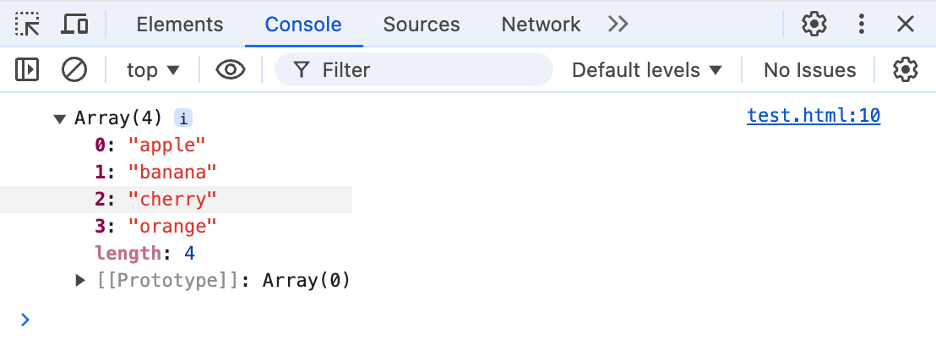 Elements Console Sources Network
top Filter Default levels No Issues
Array(4) i test.html:10
0: "apple"
1: "banana"
2: "cherry"
3: "orange"
length: 4
[[Prototype]]: Array(0)